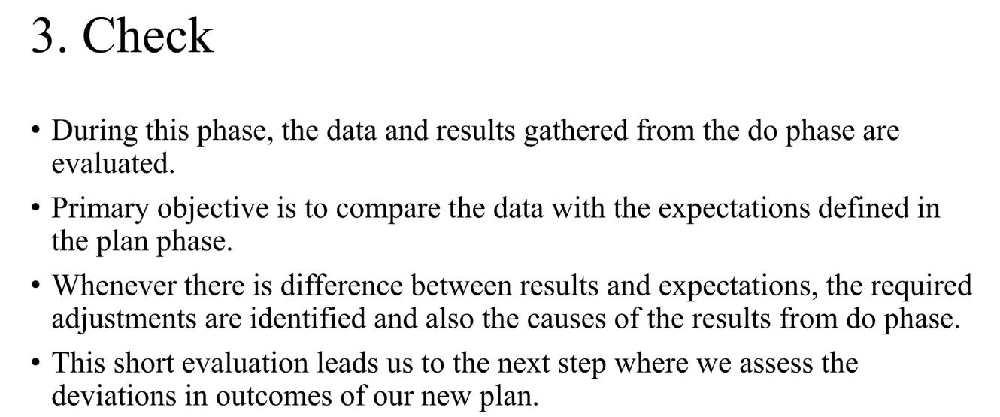 3. Check
• During this phase, the data and results gathered from the do phase are
evaluated.
• Primary objective is to compare the data with the expectations defined in
the plan phase.
• Whenever there is difference between results and expectations, the required
adjustments are identified and also the causes of the results from do phase.
• This short evaluation leads us to the next step where we assess the
deviations in outcomes of our new plan.